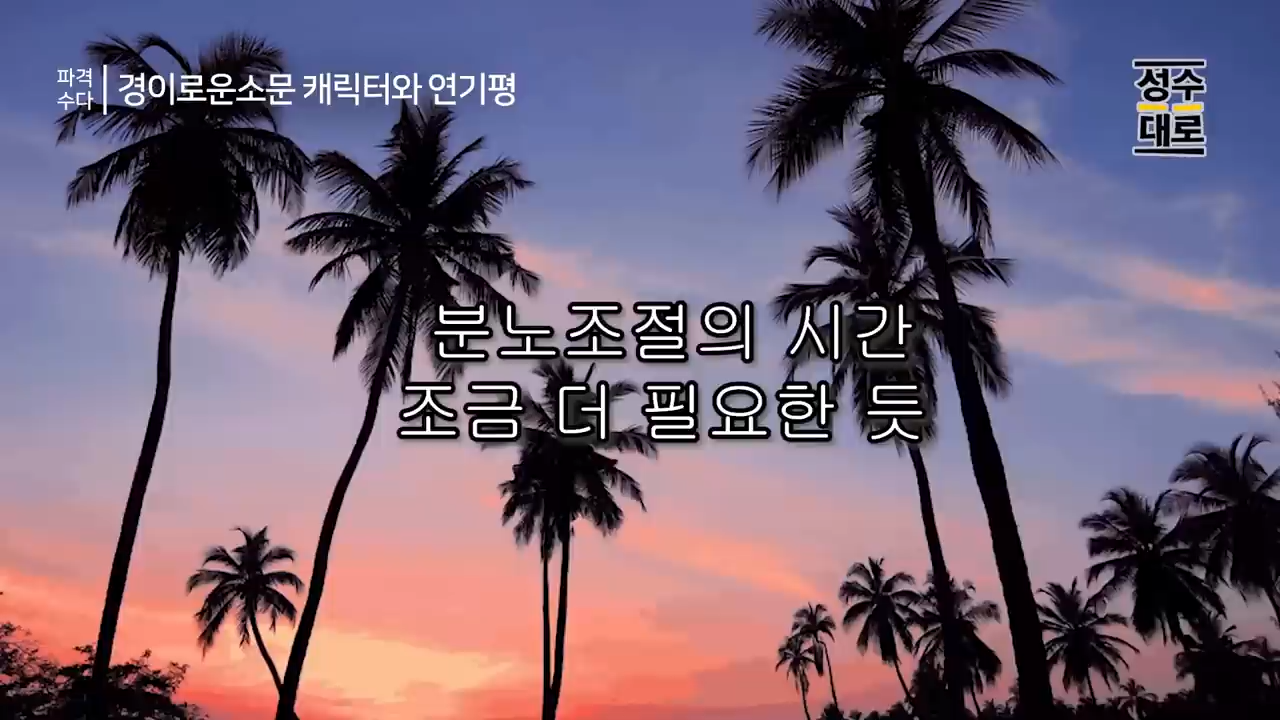 파격
수다
경이로운소문 캐릭터와 연기평
성수
대로
분노조절의 시간
조금 더 필요한 듯